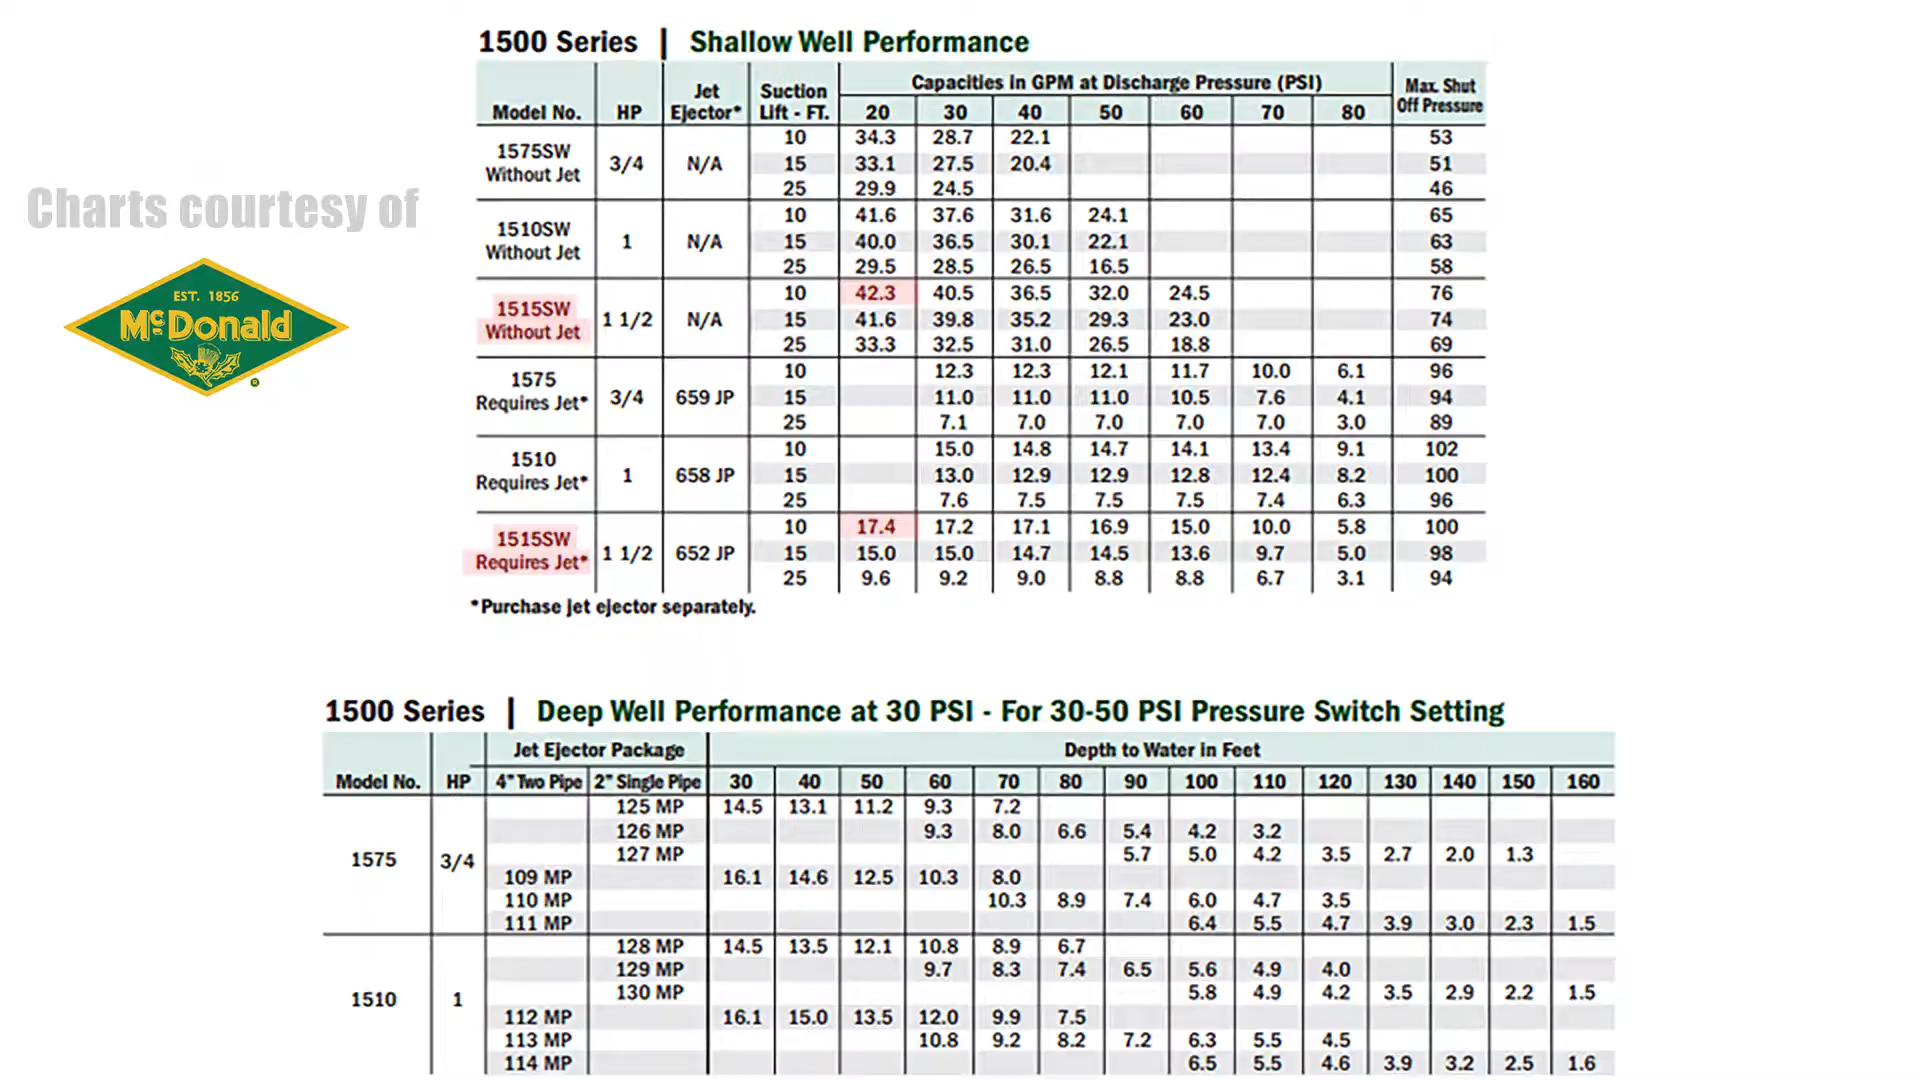 Charts courtesy of
EST. 1856
McDonald
®
1500 Series | Shallow Well Performance
Model No. HP Jet Ejector* Suction Lift - FT. Capacities in GPM at Discharge Pressure (PSI) Max. Shut Off Pressure
20 30 40 50 60 70 80
1575SW Without Jet 3/4 N/A
10 34.3 28.7 22.1 53
15 33.1 27.5 20.4 51
25 29.9 24.5 46
1510SW Without Jet 1 N/A
10 41.6 37.6 31.6 24.1 65
15 40.0 36.5 30.1 22.1 63
25 29.5 28.5 26.5 16.5 58
1515SW Without Jet 1 1/2 N/A
10 42.3 40.5 36.5 32.0 24.5 76
15 41.6 39.8 35.2 29.3 23.0 74
25 33.3 32.5 31.0 26.5 18.8 69
1575 Requires Jet* 3/4 659 JP
10 12.3 12.3 12.1 11.7 10.0 6.1 96
15 11.0 11.0 11.0 10.5 7.6 4.1 94
25 7.1 7.0 7.0 7.0 7.0 3.0 89
1510 Requires Jet* 1 658 JP
10 15.0 14.8 14.7 14.1 13.4 9.1 102
15 13.0 12.9 12.9 12.8 12.4 8.2 100
25 7.6 7.5 7.5 7.5 7.4 6.3 96
1515SW Requires Jet* 1 1/2 652 JP
10 17.4 17.2 17.1 16.9 15.0 10.0 5.8 100
15 15.0 15.0 14.7 14.5 13.6 9.7 5.0 98
25 9.6 9.2 9.0 8.8 8.8 6.7 3.1 94
*Purchase jet ejector separately.
1500 Series | Deep Well Performance at 30 PSI - For 30-50 PSI Pressure Switch Setting
Model No. HP Jet Ejector Package Depth to Water in Feet
4" Two Pipe 2" Single Pipe 30 40 50 60 70 80 90 100 110 120 130 140 150 160
1575 3/4
125 MP 14.5 13.1 11.2 9.3 7.2
126 MP 9.3 8.0 6.6 5.4 4.2 3.2
127 MP 5.7 5.0 4.2 3.5 2.7 2.0 1.3
109 MP 16.1 14.6 12.5 10.3 8.0
110 MP 10.3 8.9 7.4 6.0 4.7 3.5
111 MP 6.4 5.5 4.7 3.9 3.0 2.3 1.5
1510 1
128 MP 14.5 13.5 12.1 10.8 8.9 6.7
129 MP 9.7 8.3 7.4 6.5 5.6 4.9 4.0
130 MP 5.8 4.9 4.2 3.5 2.9 2.2 1.5
112 MP 16.1 15.0 13.5 12.0 9.9 7.5
113 MP 10.8 9.2 8.2 7.2 6.3 5.5 4.5
114 MP 6.5 5.5 4.6 3.9 3.2 2.5 1.6